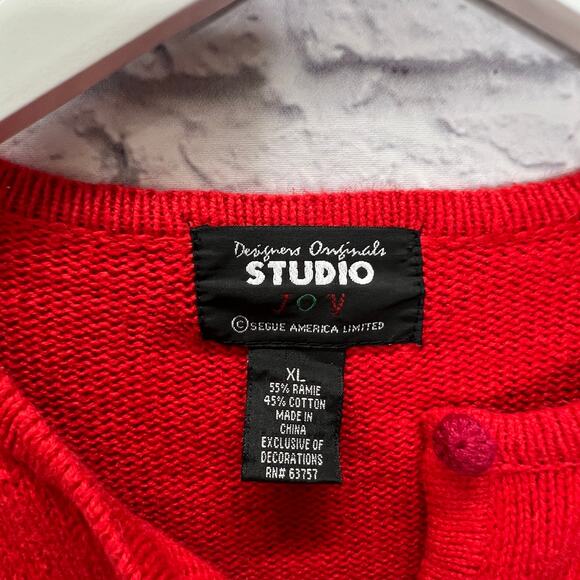 Designers Originals
STUDIO
JOY
© SEGUE AMERICA LIMITED
XL
55% RAMIE
45% COTTON
MADE IN
CHINA
EXCLUSIVE OF
DECORATIONS
RN# 63757